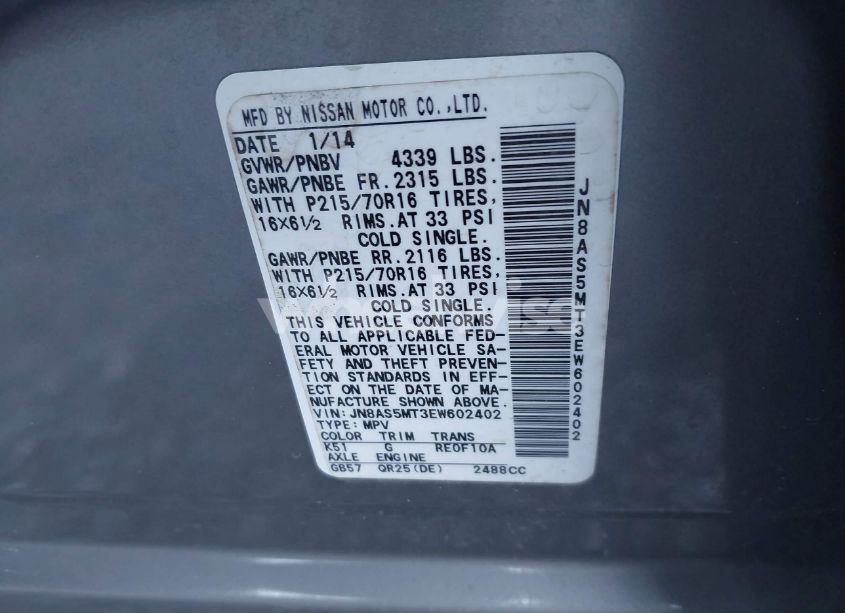 MFD BY NISSAN MOTOR CO.,LTD.
DATE 1/14
GVWR/PNBV 4339 LBS.
GAWR/PNBE FR. 2315 LBS.
WITH P215/70R16 TIRES,
16X6½ RIMS. AT 33 PSI
COLD SINGLE.
GAWR/PNBE RR. 2116 LBS.
WITH P215/70R16 TIRES,
16X6½ RIMS. AT 33 PSI
COLD SINGLE.
THIS VEHICLE CONFORMS
TO ALL APPLICABLE FED-
ERAL MOTOR VEHICLE SA-
FETY AND THEFT PREVEN-
TION STANDARDS IN EFF-
ECT ON THE DATE OF MA-
NUFACTURE SHOWN ABOVE.
VIN: JN8AS5MT3EW602402
TYPE: MPV
COLOR TRIM TRANS
K51 G RE0F10A
AXLE ENGINE
GB57 QR25(DE) 2488CC
JN8AS5MT3EW602402